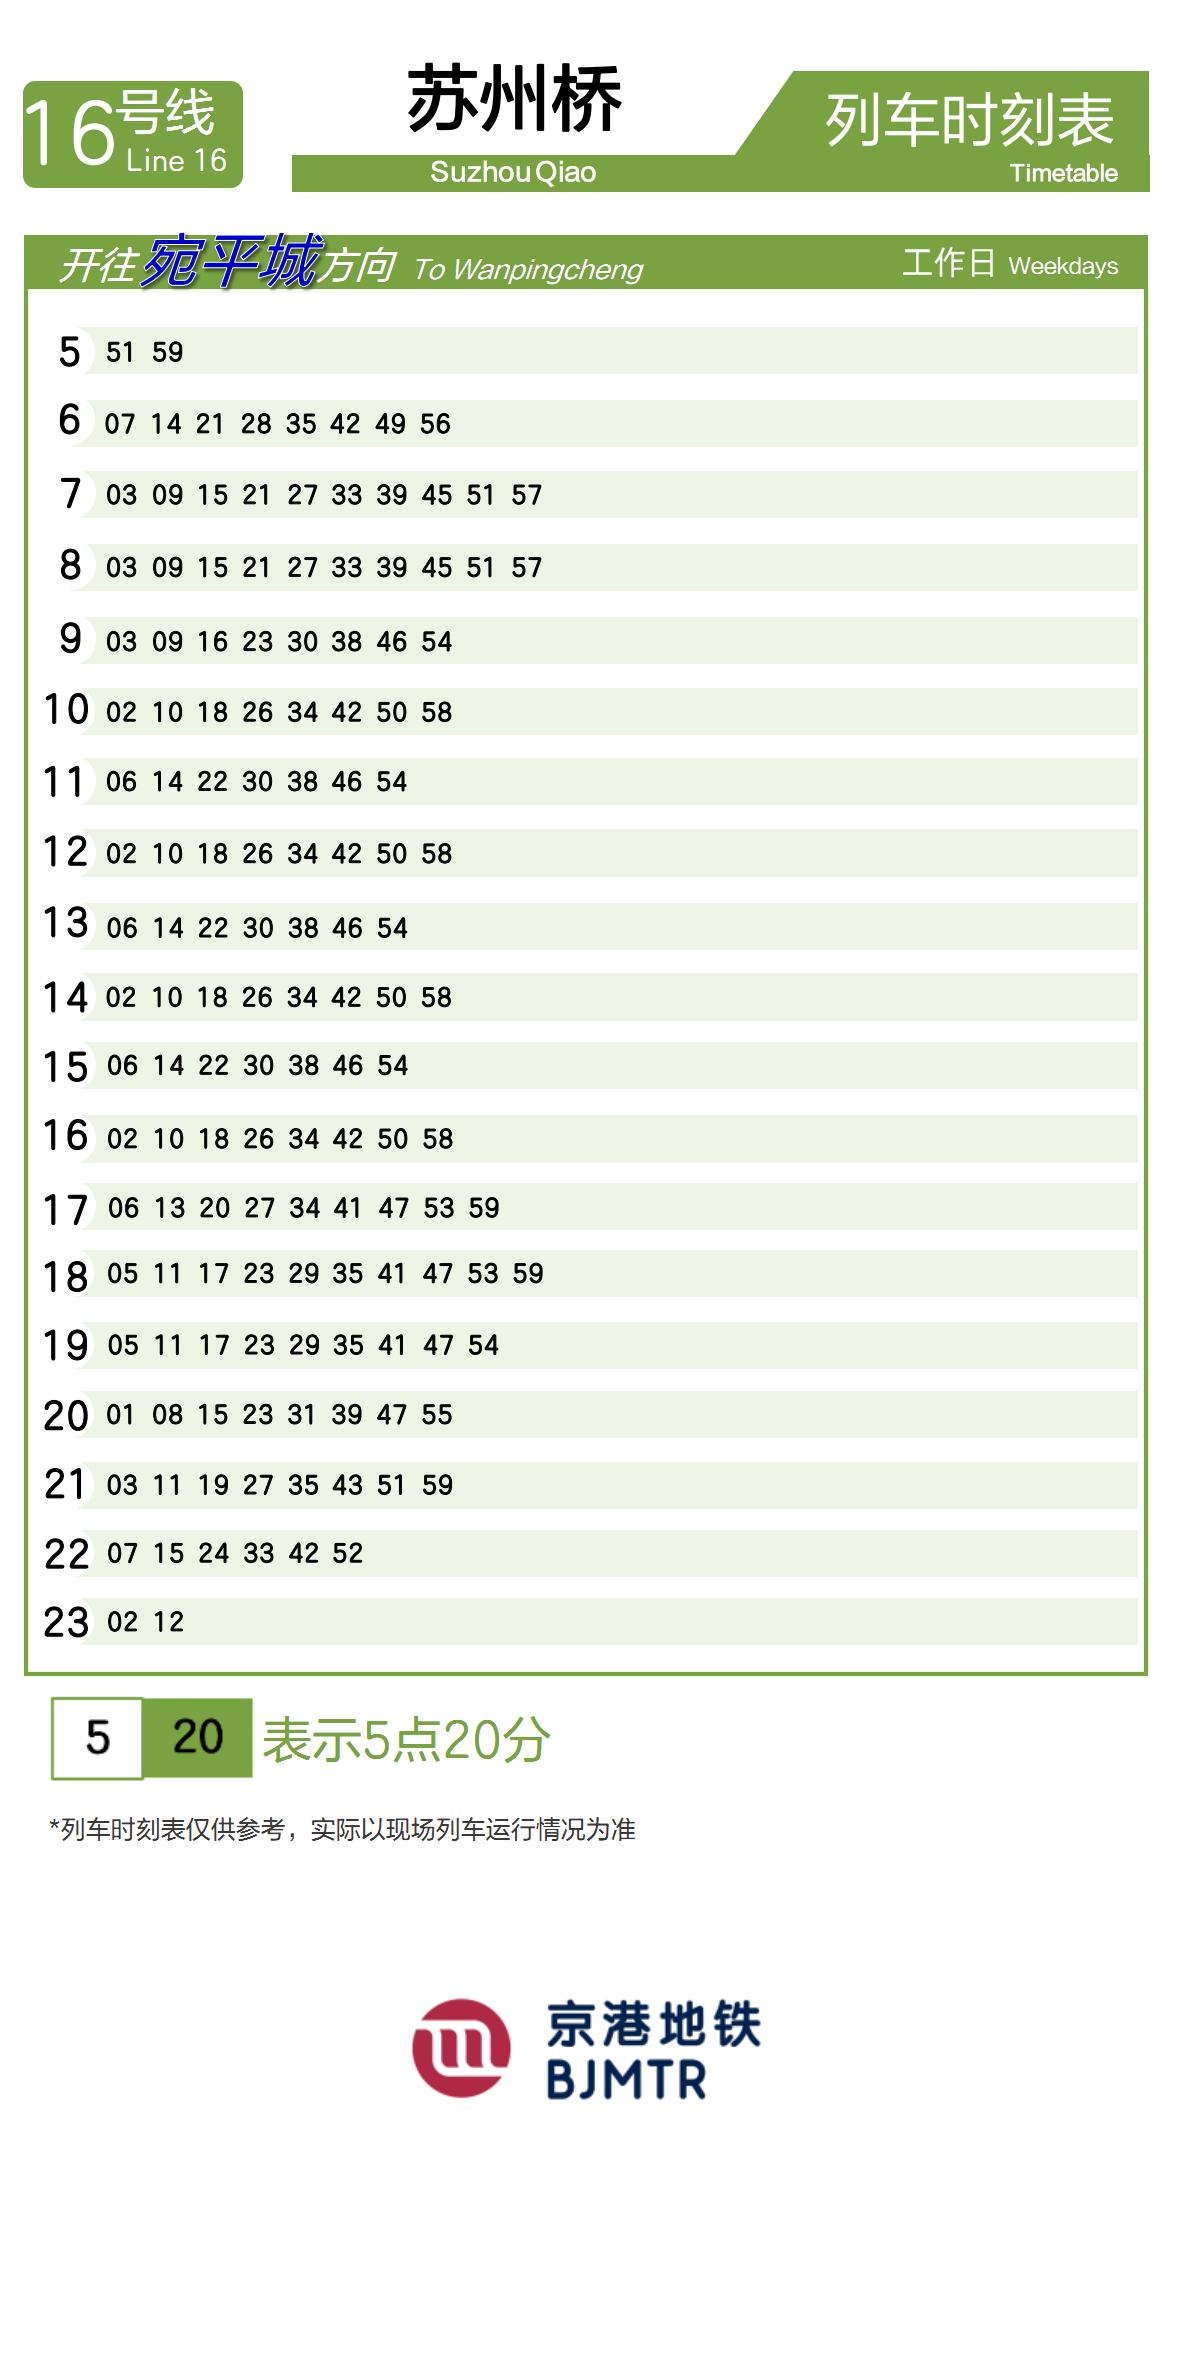 16号线
Line 16
苏州桥
Suzhou Qiao
列车时刻表
Timetable
开往宛平城方向 To Wanpingcheng
工作日 Weekdays
5 51 59
6 07 14 21 28 35 42 49 56
7 03 09 15 21 27 33 39 45 51 57
8 03 09 15 21 27 33 39 45 51 57
9 03 09 16 23 30 38 46 54
10 02 10 18 26 34 42 50 58
11 06 14 22 30 38 46 54
12 02 10 18 26 34 42 50 58
13 06 14 22 30 38 46 54
14 02 10 18 26 34 42 50 58
15 06 14 22 30 38 46 54
16 02 10 18 26 34 42 50 58
17 06 13 20 27 34 41 47 53 59
18 05 11 17 23 29 35 41 47 53 59
19 05 11 17 23 29 35 41 47 54
20 01 08 15 23 31 39 47 55
21 03 11 19 27 35 43 51 59
22 07 15 24 33 42 52
23 02 12
5 20 表示5点20分
*列车时刻表仅供参考，实际以现场列车运行情况为准
京港地铁
BJMTR